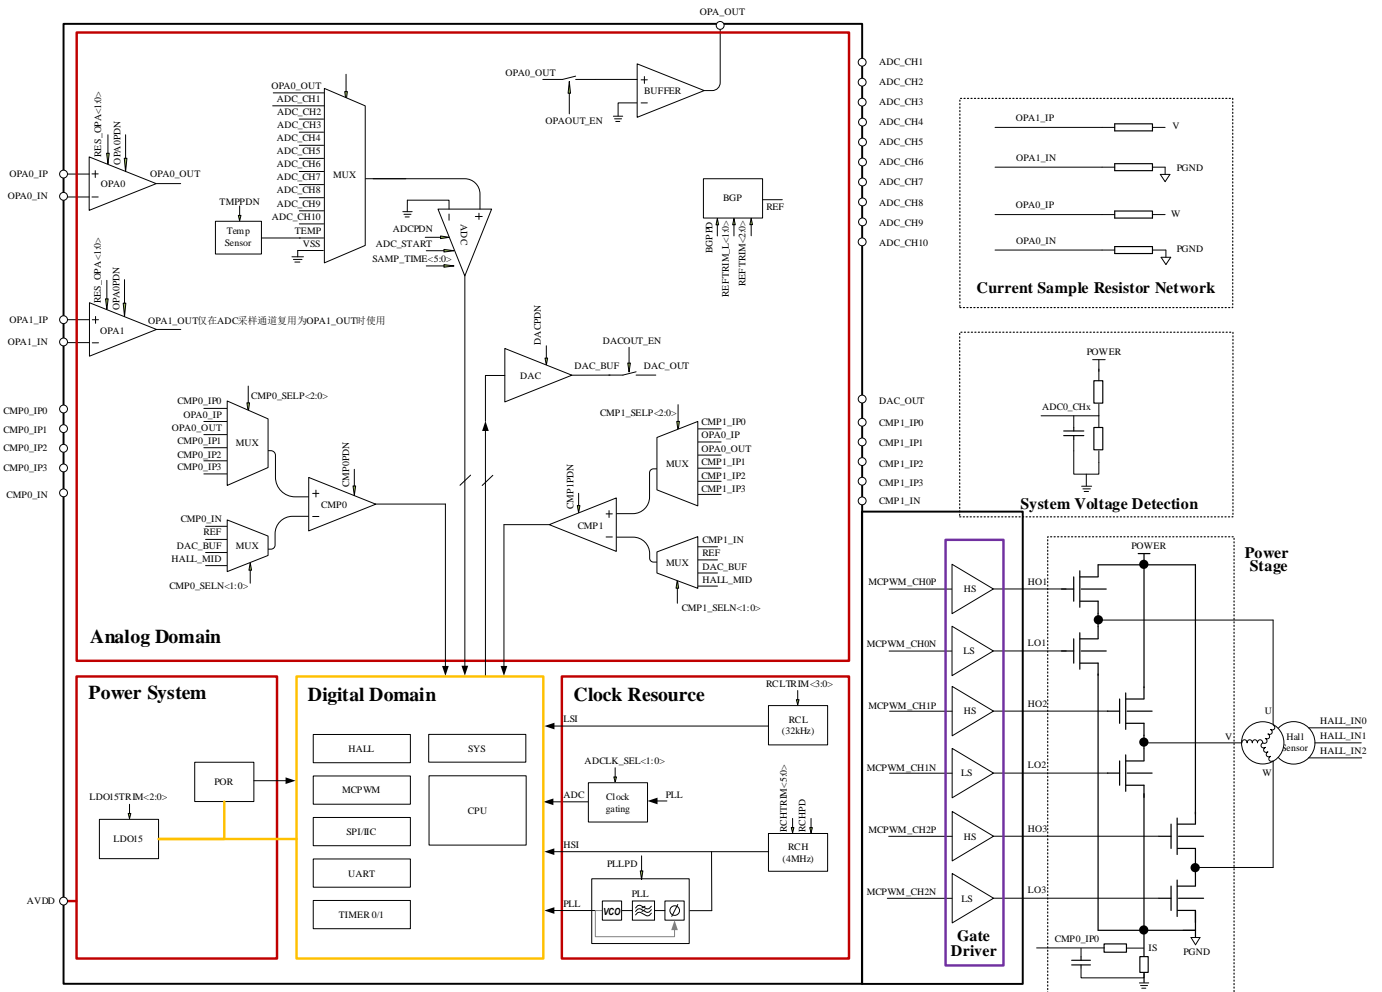 OPA_OUT
OPA0_OUT
BUFFER
OPAOUT_EN
OPA0_OUT
ADC_CH1
ADC_CH2
ADC_CH3
ADC_CH4
ADC_CH5
ADC_CH6
ADC_CH7
ADC_CH8
ADC_CH9
ADC_CH10
TEMP
VSS
MUX
RES_OPA<1:0>
OPA0PDN
OPA0_IP
OPA0_IN
OPA0
OPA0_OUT
TMPPDN
Temp
Sensor
ADC
ADCPDN
ADC_START
SAMP_TIME<5:0>
BGP
REF
BGPPD
REFTRIM_L<1:0>
REFTRIM<2:0>
RES_OPA<1:0>
OPA0PDN
OPA1_IP
OPA1_IN
OPA1
OPA1_OUT仅在ADC采样通道复用为OPA1_OUT时使用
DACPDN
DAC
DAC_BUF
DACOUT_EN
DAC_OUT
CMP0_IP0
CMP0_IP1
CMP0_IP2
CMP0_IP3
CMP0_IN
CMP0_SELP<2:0>
CMP0_IP0
OPA0_IP
OPA0_OUT
CMP0_IP1
CMP0_IP2
CMP0_IP3
MUX
CMP0PDN
CMP0
CMP0_IN
REF
DAC_BUF
HALL_MID
MUX
CMP0_SELN<1:0>
CMP1_SELP<2:0>
CMP1_IP0
OPA0_IP
OPA0_OUT
CMP1_IP1
CMP1_IP2
CMP1_IP3
MUX
CMP1PDN
CMP1
CMP1_IN
REF
DAC_BUF
HALL_MID
MUX
CMP1_SELN<1:0>
Analog Domain
ADC_CH1
ADC_CH2
ADC_CH3
ADC_CH4
ADC_CH5
ADC_CH6
ADC_CH7
ADC_CH8
ADC_CH9
ADC_CH10
DAC_OUT
CMP1_IP0
CMP1_IP1
CMP1_IP2
CMP1_IP3
CMP1_IN
OPA1_IP
V
OPA1_IN
PGND
OPA0_IP
W
OPA0_IN
PGND
Current Sample Resistor Network
POWER
ADC0_CHx
System Voltage Detection
Power System
POR
LDO15TRIM<2:0>
LDO15
AVDD
Digital Domain
HALL
SYS
MCPWM
CPU
SPI/IIC
UART
TIMER 0/1
Clock Resource
RCLTRIM<3:0>
LSI
RCL
(32kHz)
ADCLK_SEL<1:0>
ADC
Clock
gating
PLL
RCHTRIM<5:0>
RCHPD
HSI
RCH
(4MHz)
PLLPD
PLL
PLL
VCO
MCPWM_CH0P
HS
HO1
MCPWM_CH0N
LS
LO1
MCPWM_CH1P
HS
HO2
MCPWM_CH1N
LS
LO2
MCPWM_CH2P
HS
HO3
MCPWM_CH2N
LS
LO3
Gate
Driver
POWER
Power
Stage
U
V
W
Hall
Sensor
HALL_IN0
HALL_IN1
HALL_IN2
CMP0_IP0
IS
PGND